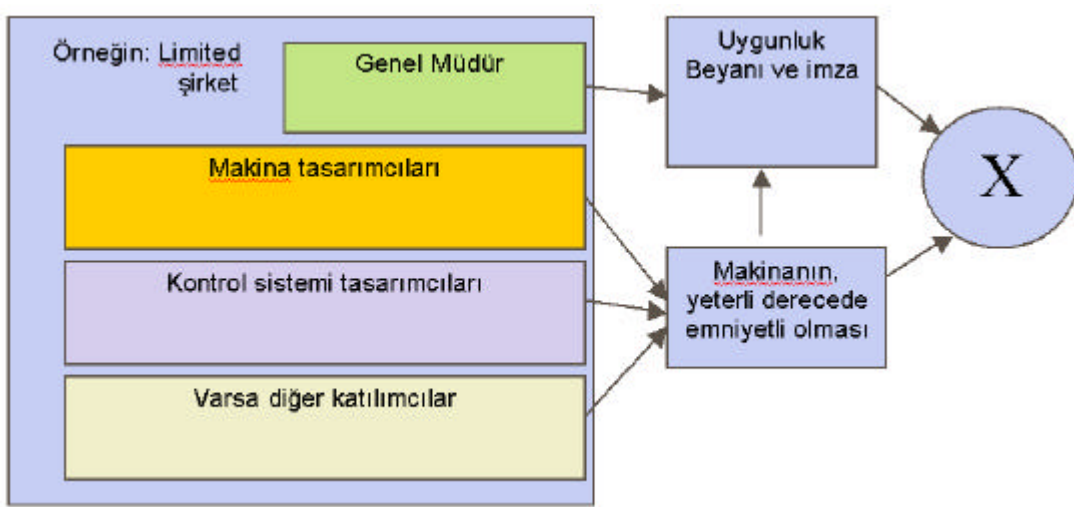 Örneğin: Limited
şirket
Genel Müdür
Makina tasarımcıları
Kontrol sistemi tasarımcıları
Varsa diğer katılımcılar
Uygunluk
Beyanı ve imza
Makinanın,
yeterli derecede
emniyetli olması
X